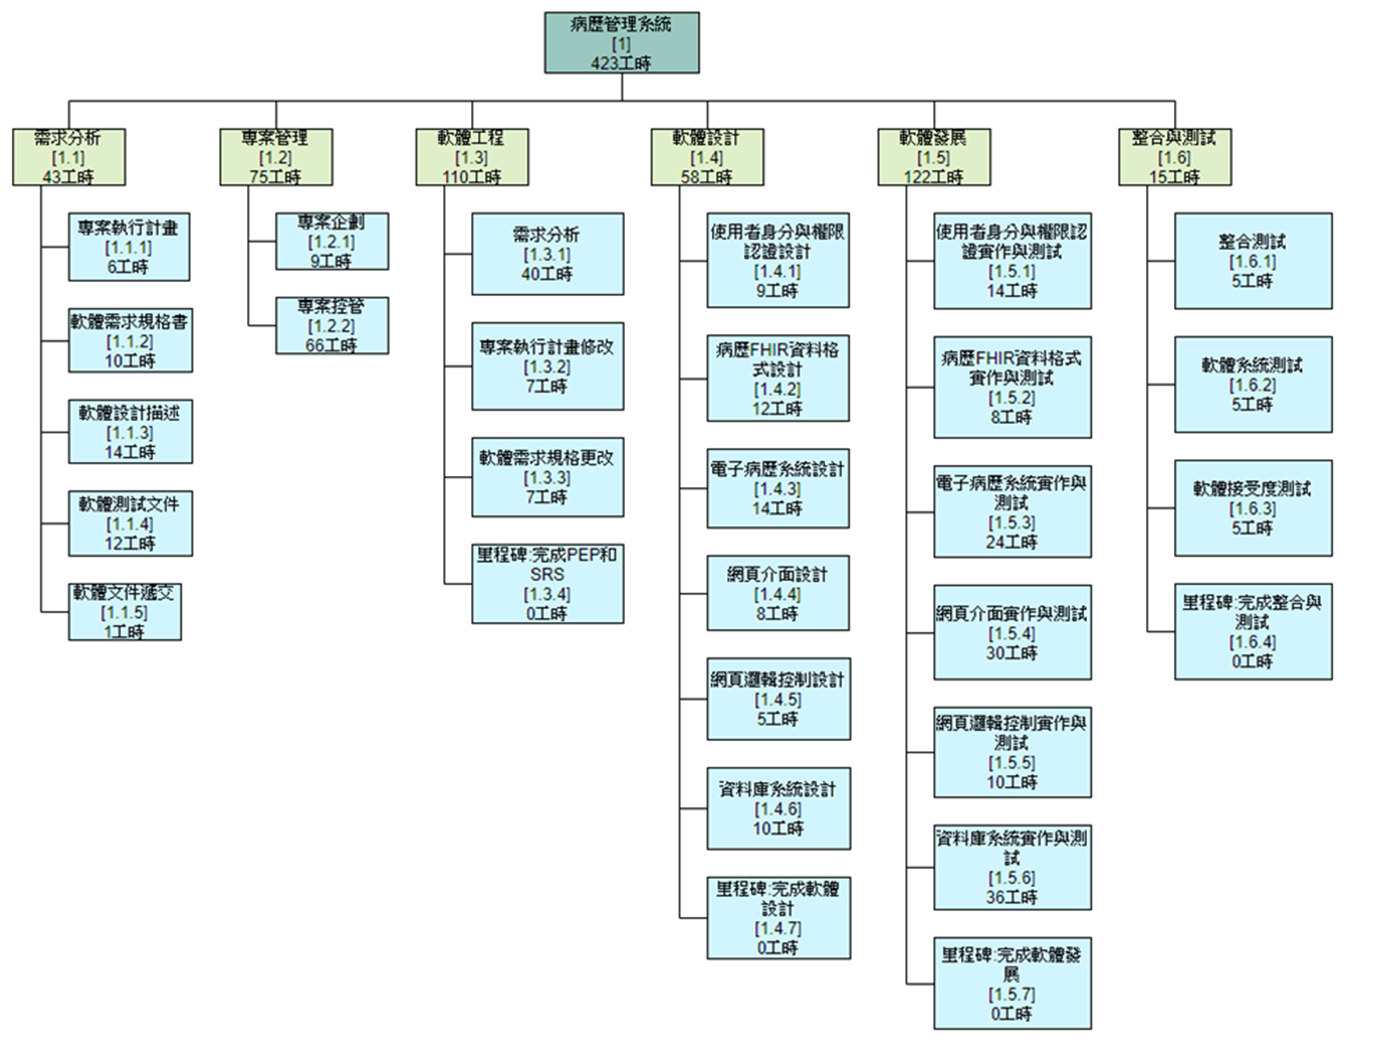 病歷管理系統
[1]
423工時
需求分析
[1.1]
43工時
專案執行計畫
[1.1.1]
6工時
軟體需求規格書
[1.1.2]
10工時
軟體設計描述
[1.1.3]
14工時
軟體測試文件
[1.1.4]
12工時
軟體文件遞交
[1.1.5]
1工時
專案管理
[1.2]
75工時
專案企劃
[1.2.1]
9工時
專案控管
[1.2.2]
66工時
軟體工程
[1.3]
110工時
需求分析
[1.3.1]
40工時
專案執行計畫修改
[1.3.2]
7工時
軟體需求規格更改
[1.3.3]
7工時
里程碑:完成PEP和
SRS
[1.3.4]
0工時
軟體設計
[1.4]
58工時
使用者身分與權限
認證設計
[1.4.1]
9工時
病歷FHIR資料格
式設計
[1.4.2]
12工時
電子病歷系統設計
[1.4.3]
14工時
網頁介面設計
[1.4.4]
8工時
網頁邏輯控制設計
[1.4.5]
5工時
資料庫系統設計
[1.4.6]
10工時
里程碑:完成軟體
設計
[1.4.7]
0工時
軟體發展
[1.5]
122工時
使用者身分與權限認
證實作與測試
[1.5.1]
14工時
病歷FHIR資料格式
實作與測試
[1.5.2]
8工時
電子病歷系統實作與
測試
[1.5.3]
24工時
網頁介面實作與測試
[1.5.4]
30工時
網頁邏輯控制實作與
測試
[1.5.5]
10工時
資料庫系統實作與測
試
[1.5.6]
36工時
里程碑:完成軟體發
展
[1.5.7]
0工時
整合與測試
[1.6]
15工時
整合測試
[1.6.1]
5工時
軟體系統測試
[1.6.2]
5工時
軟體接受度測試
[1.6.3]
5工時
里程碑:完成整合與
測試
[1.6.4]
0工時